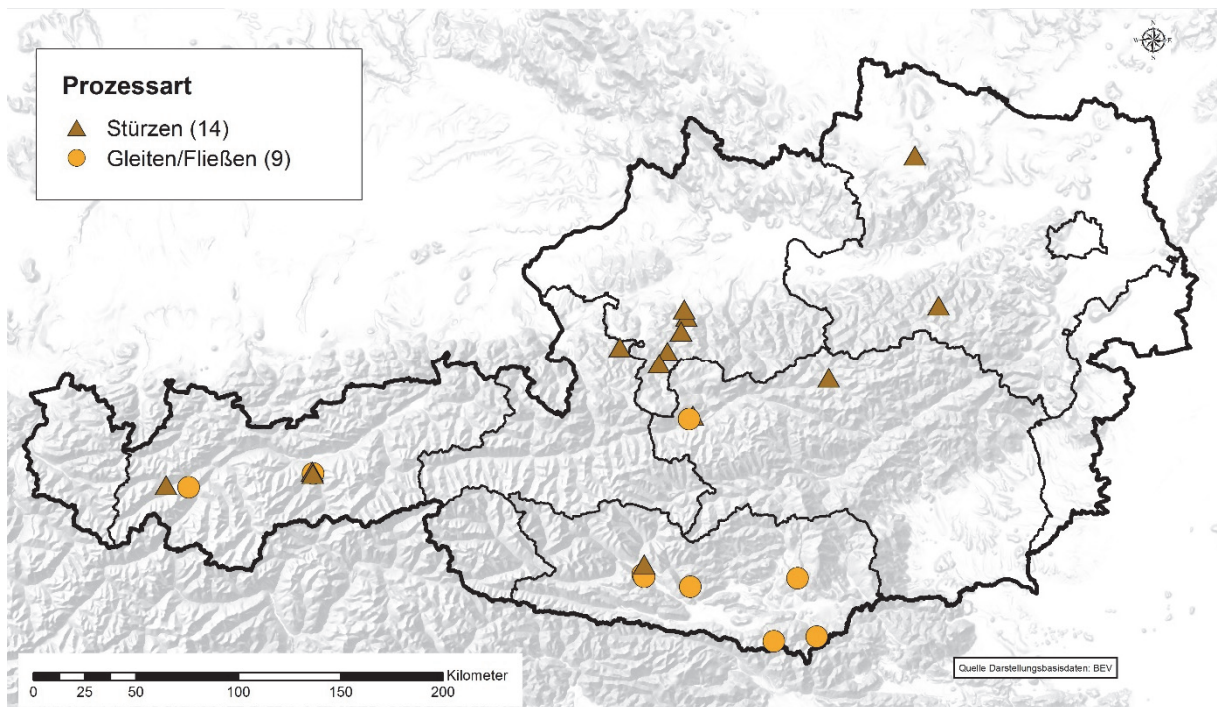 Prozessart
Stürzen (14)
Gleiten/Fließen (9)
N
W E
S
Kilometer
0 25 50 100 150 200
Quelle Darstellungsbasisdaten: BEV